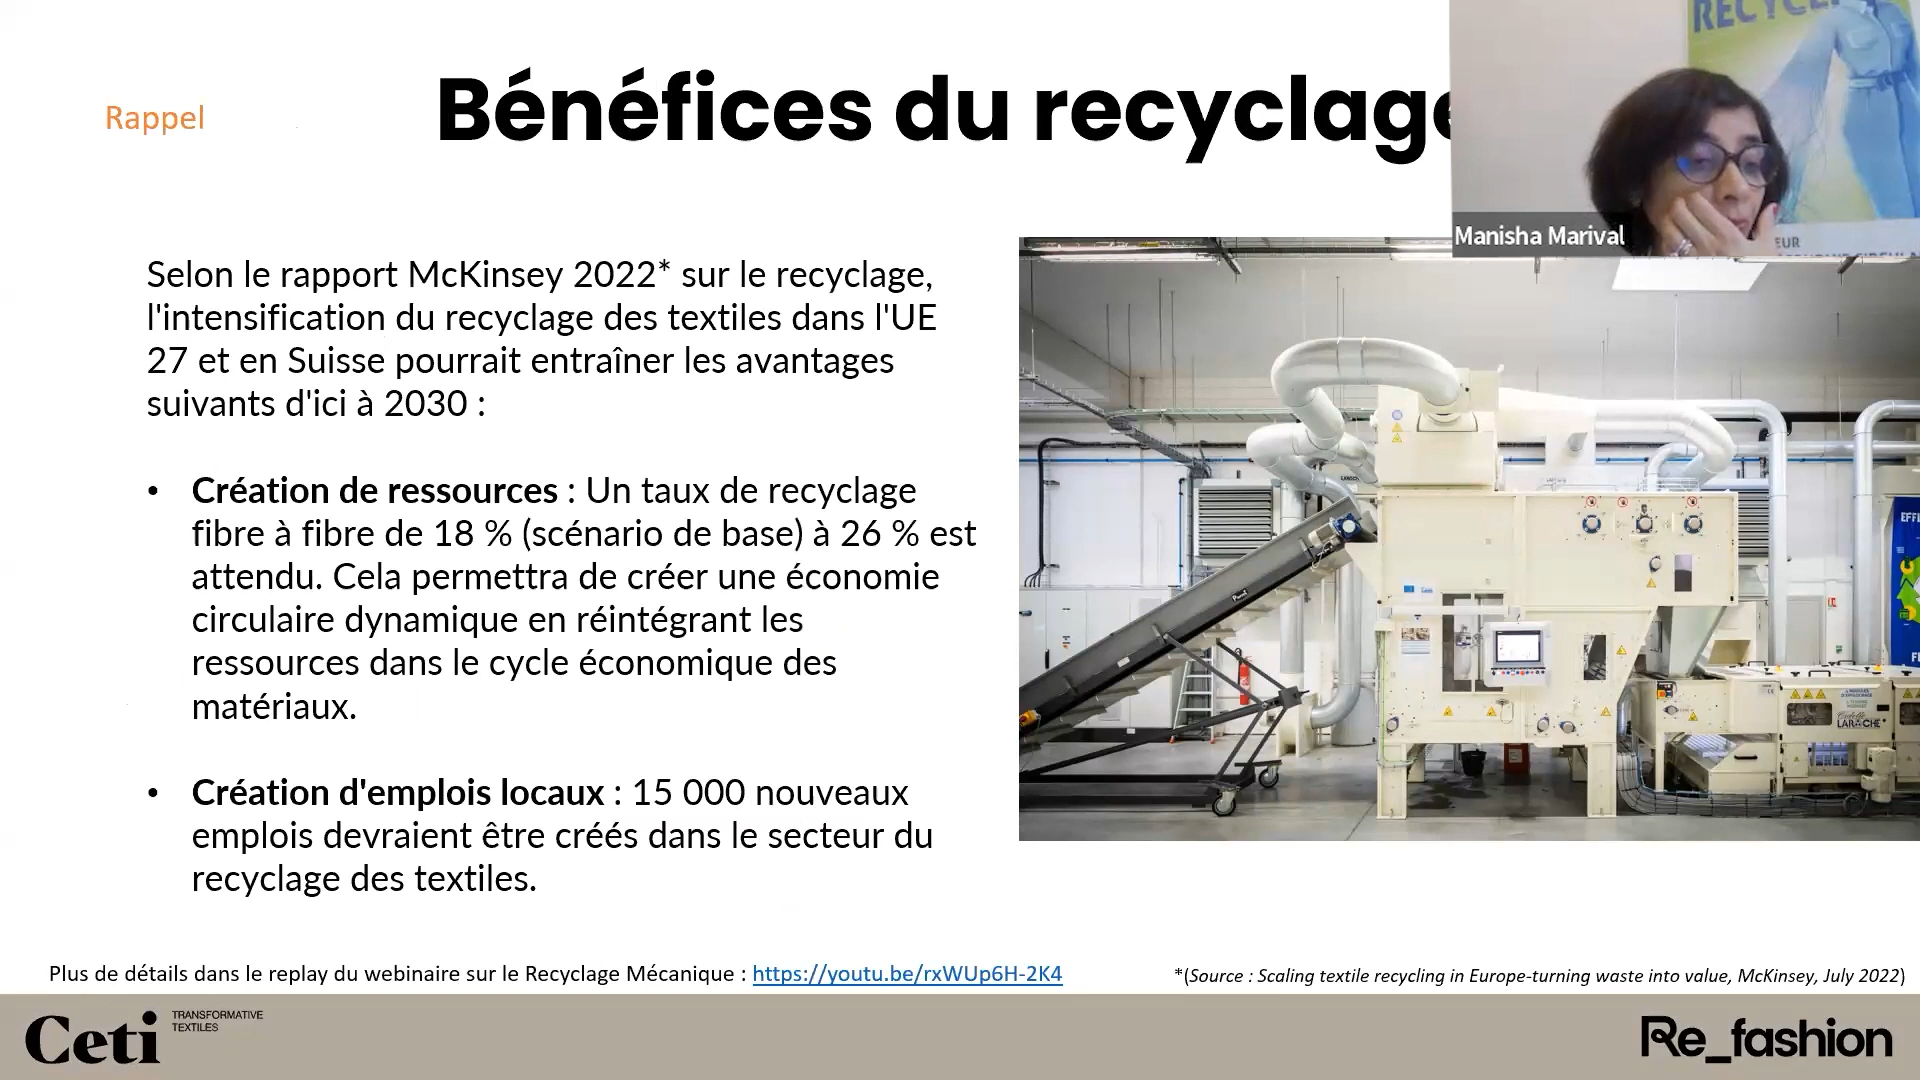 RECYCL
Rappel
Bénéfices du recyclage
Manisha Marival
EUR
Selon le rapport McKinsey 2022* sur le recyclage,
l'intensification du recyclage des textiles dans l'UE
27 et en Suisse pourrait entraîner les avantages
suivants d'ici à 2030 :
• Création de ressources : Un taux de recyclage
fibre à fibre de 18 % (scénario de base) à 26 % est
attendu. Cela permettra de créer une économie
circulaire dynamique en réintégrant les
ressources dans le cycle économique des
matériaux.
• Création d'emplois locaux : 15 000 nouveaux
emplois devraient être créés dans le secteur du
recyclage des textiles.
LAROCHE
EFFI
Plus de détails dans le replay du webinaire sur le Recyclage Mécanique : https://youtu.be/rxWUp6H-2K4
*(Source : Scaling textile recycling in Europe-turning waste into value, McKinsey, July 2022)
Ceti
TRANSFORMATIVE
TEXTILES
Re_fashion